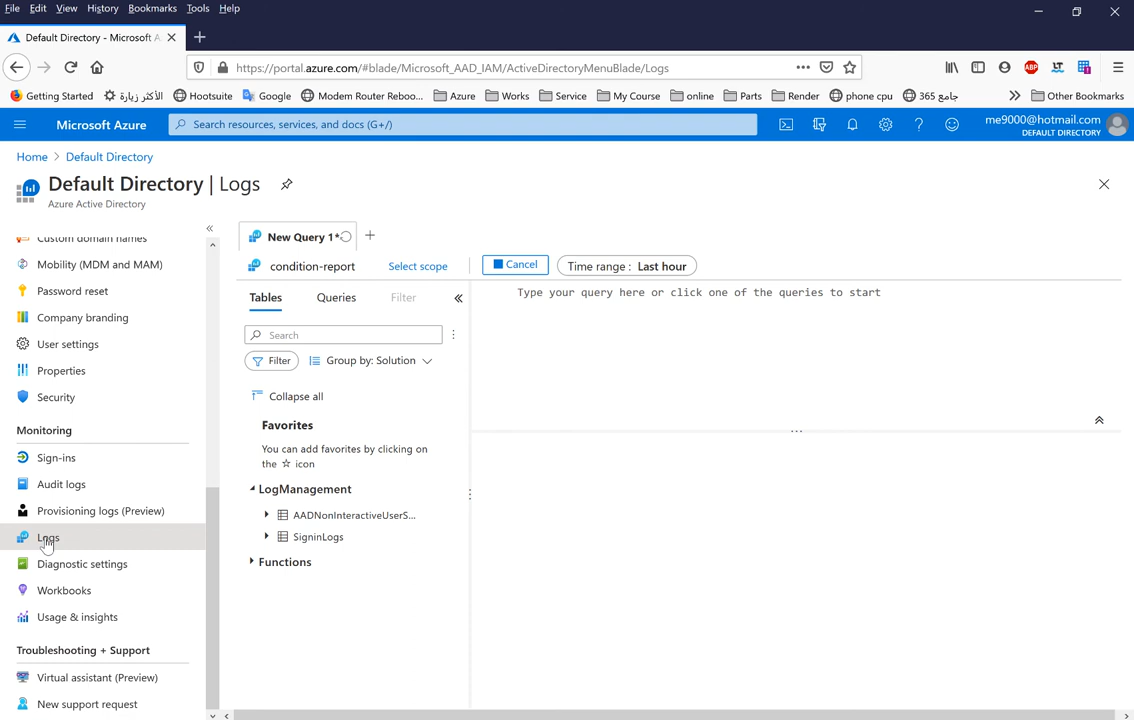 File Edit View History Bookmarks Tools Help
Default Directory - Microsoft A
https://portal.azure.com/#blade/Microsoft_AAD_IAM/ActiveDirectoryMenuBlade/Logs
Getting Started الأكثر زيارة Hootsuite Google Modem Router Reboo... Azure Works Service My Course online Parts Render phone cpu جامع 365 Other Bookmarks
Microsoft Azure
Search resources, services, and docs (G+/)
me9000@hotmail.com
DEFAULT DIRECTORY
Home > Default Directory
Default Directory | Logs
Azure Active Directory
Custom domain names
Mobility (MDM and MAM)
Password reset
Company branding
User settings
Properties
Security
Monitoring
Sign-ins
Audit logs
Provisioning logs (Preview)
Logs
Diagnostic settings
Workbooks
Usage & insights
Troubleshooting + Support
Virtual assistant (Preview)
New support request
New Query 1*
condition-report
Select scope
Cancel
Time range : Last hour
Tables Queries Filter
Search
Filter
Group by: Solution
Collapse all
Favorites
You can add favorites by clicking on
the ☆ icon
LogManagement
AADNonInteractiveUserS...
SigninLogs
Functions
Type your query here or click one of the queries to start